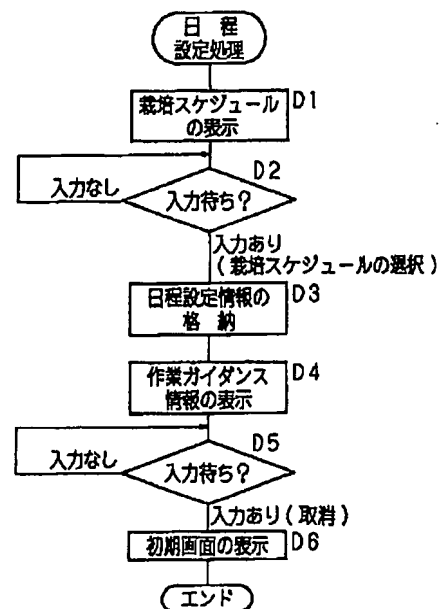 日 程
設定処理
栽培スケジュール
の表示
D1
D2
入力なし
入力待ち?
入力あり
(栽培スケジュールの選択)
日程設定情報の
格 納
D3
作業ガイダンス
情報の表示
D4
D5
入力なし
入力待ち?
入力あり(取消)
初期画面の表示
D6
エンド